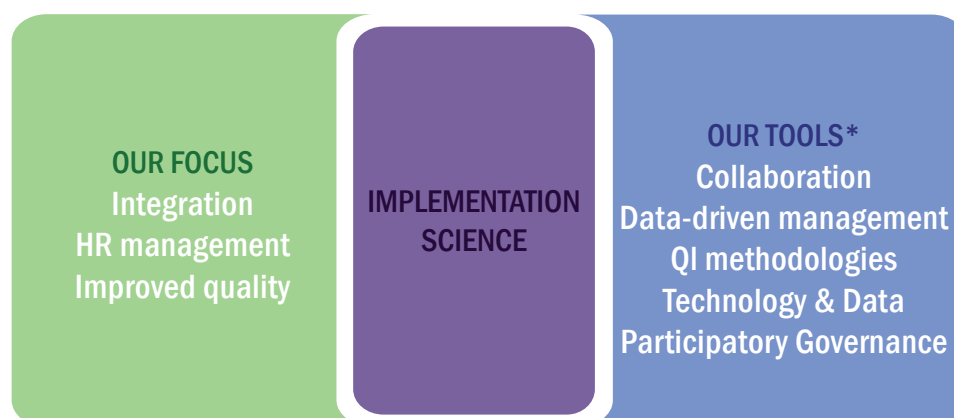 OUR FOCUS
Integration
HR management
Improved quality
IMPLEMENTATION
SCIENCE
OUR TOOLS*
Collaboration
Data-driven management
QI methodologies
Technology & Data
Participatory Governance